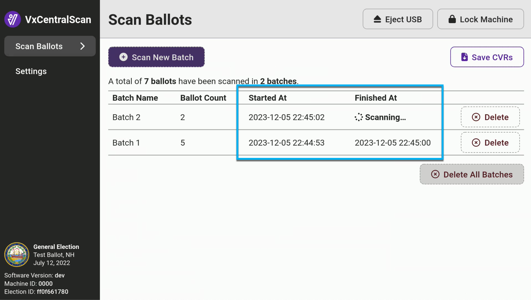 VxCentralScan
Scan Ballots
Settings
Scan Ballots
Eject USB
Lock Machine
Scan New Batch
Save CVRs
A total of 7 ballots have been scanned in 2 batches.
Batch Name Ballot Count Started At Finished At
Batch 2 2 2023-12-05 22:45:02 Scanning... Delete
Batch 1 5 2023-12-05 22:44:53 2023-12-05 22:45:00 Delete
Delete All Batches
General Election
Test Ballot, NH
July 12, 2022
Software Version: dev
Machine ID: 0000
Election ID: ff0f661780